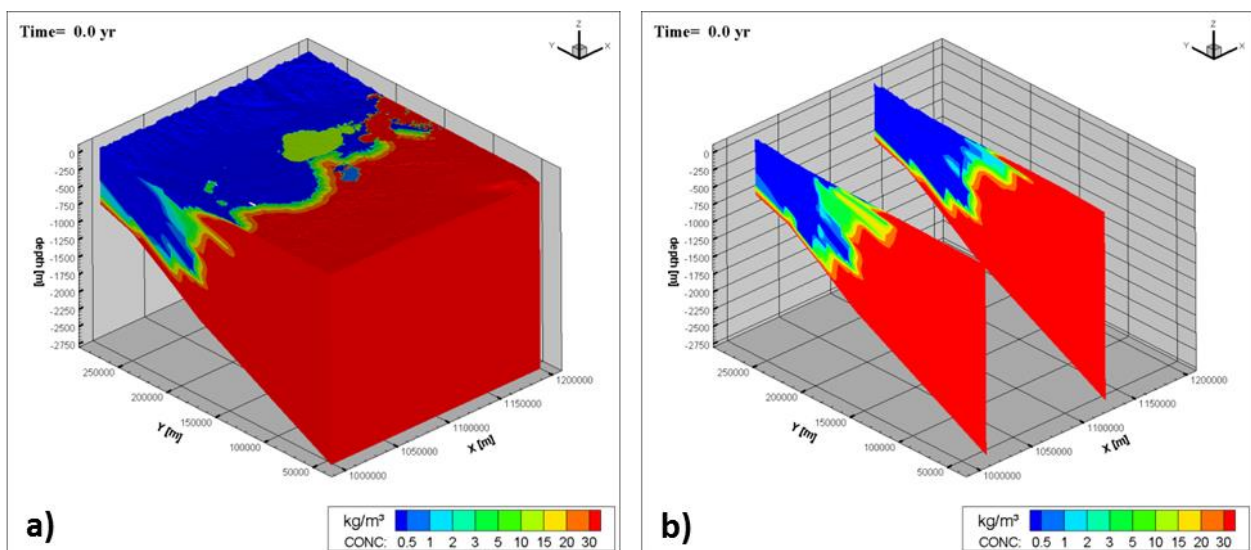 Time= 0.0 yr
Z
Y
X
0
-250
-500
-750
-1000
-1250
-1500
-1750
-2000
-2250
-2500
-2750
depth [m]
250000
200000
150000
100000
50000
Y [m]
1200000
1150000
1100000
1050000
1000000
X [m]
a)
kg/m³
CONC: 0.5 1 2 3 5 10 15 20 30
Time= 0.0 yr
Z
Y
X
0
-250
-500
-750
-1000
-1250
-1500
-1750
-2000
-2250
-2500
-2750
depth [m]
250000
200000
150000
100000
50000
Y [m]
1200000
1150000
1100000
1050000
1000000
X [m]
b)
kg/m³
CONC: 0.5 1 2 3 5 10 15 20 30